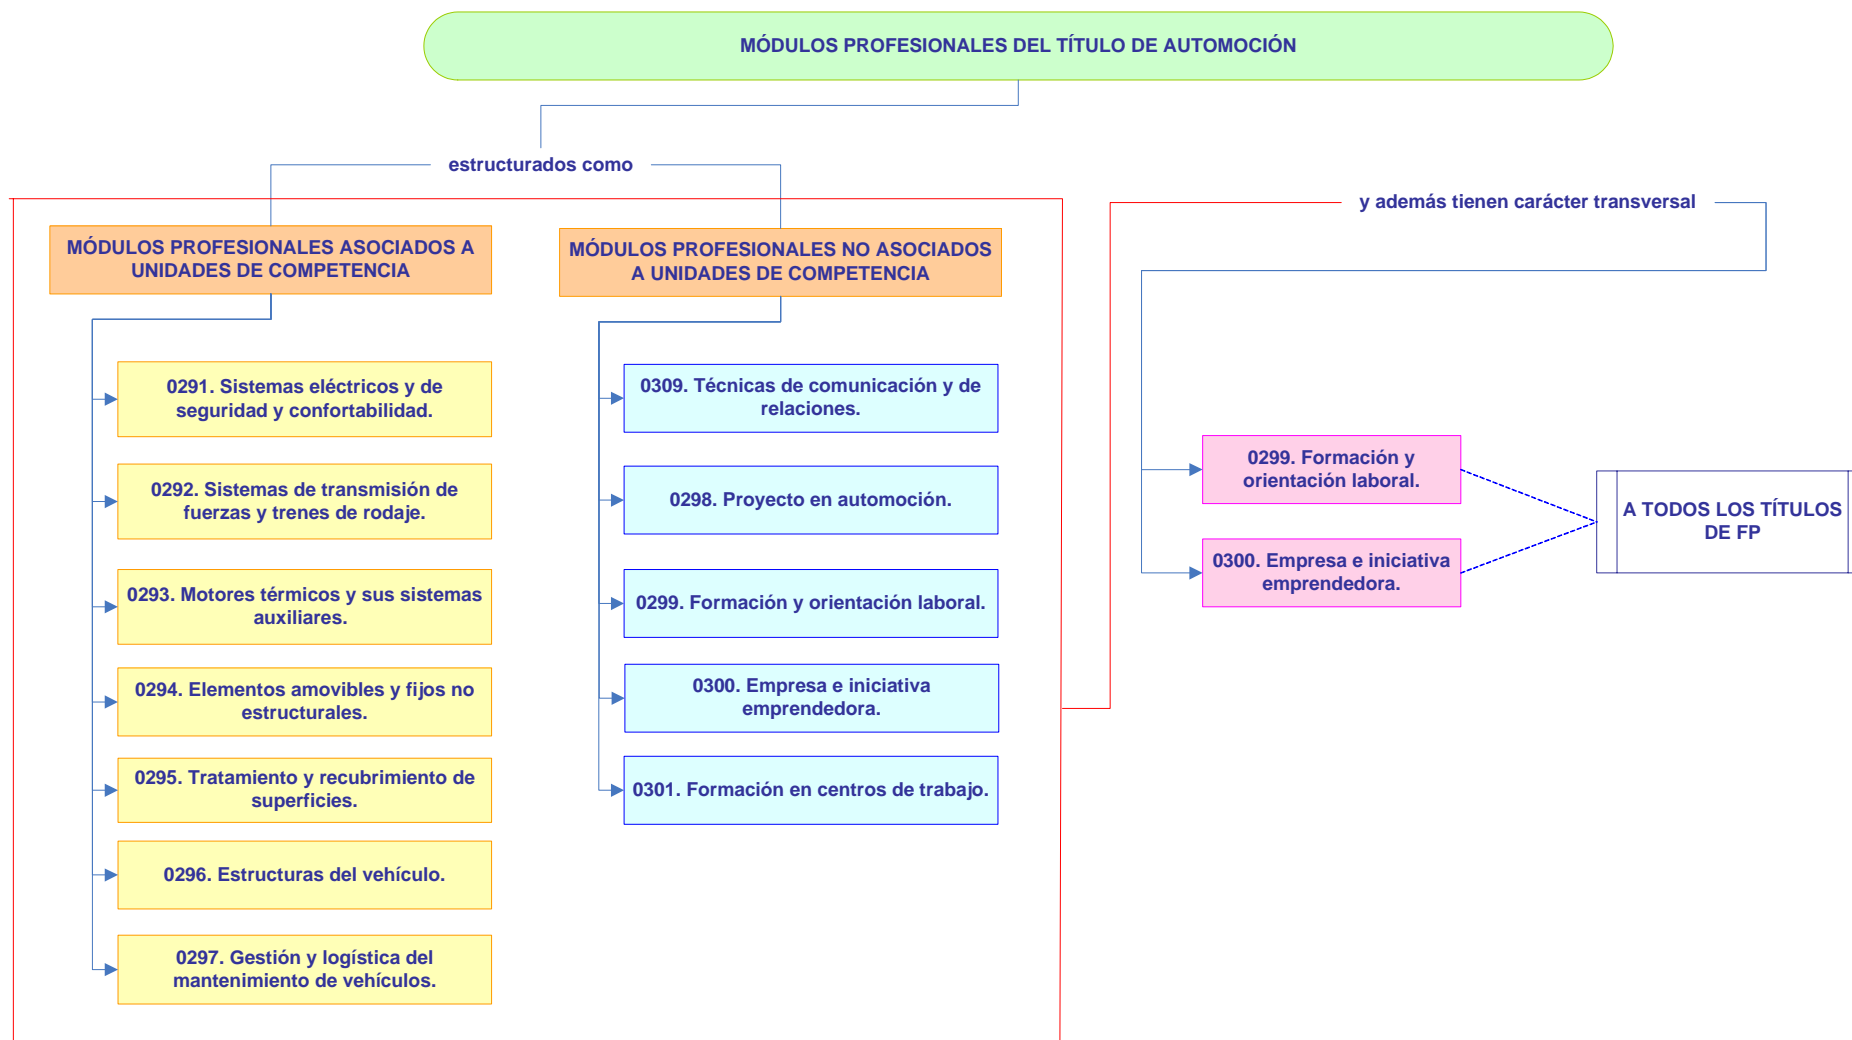 MÓDULOS PROFESIONALES DEL TÍTULO DE AUTOMOCIÓN
estructurados como
MÓDULOS PROFESIONALES ASOCIADOS A
UNIDADES DE COMPETENCIA
0291. Sistemas eléctricos y de
seguridad y confortabilidad.
0292. Sistemas de transmisión de
fuerzas y trenes de rodaje.
0293. Motores térmicos y sus sistemas
auxiliares.
0294. Elementos amovibles y fijos no
estructurales.
0295. Tratamiento y recubrimiento de
superficies.
0296. Estructuras del vehículo.
0297. Gestión y logística del
mantenimiento de vehículos.
MÓDULOS PROFESIONALES NO ASOCIADOS
A UNIDADES DE COMPETENCIA
0309. Técnicas de comunicación y de
relaciones.
0298. Proyecto en automoción.
0299. Formación y orientación laboral.
0300. Empresa e iniciativa
emprendedora.
0301. Formación en centros de trabajo.
y además tienen carácter transversal
0299. Formación y
orientación laboral.
0300. Empresa e iniciativa
emprendedora.
A TODOS LOS TÍTULOS
DE FP